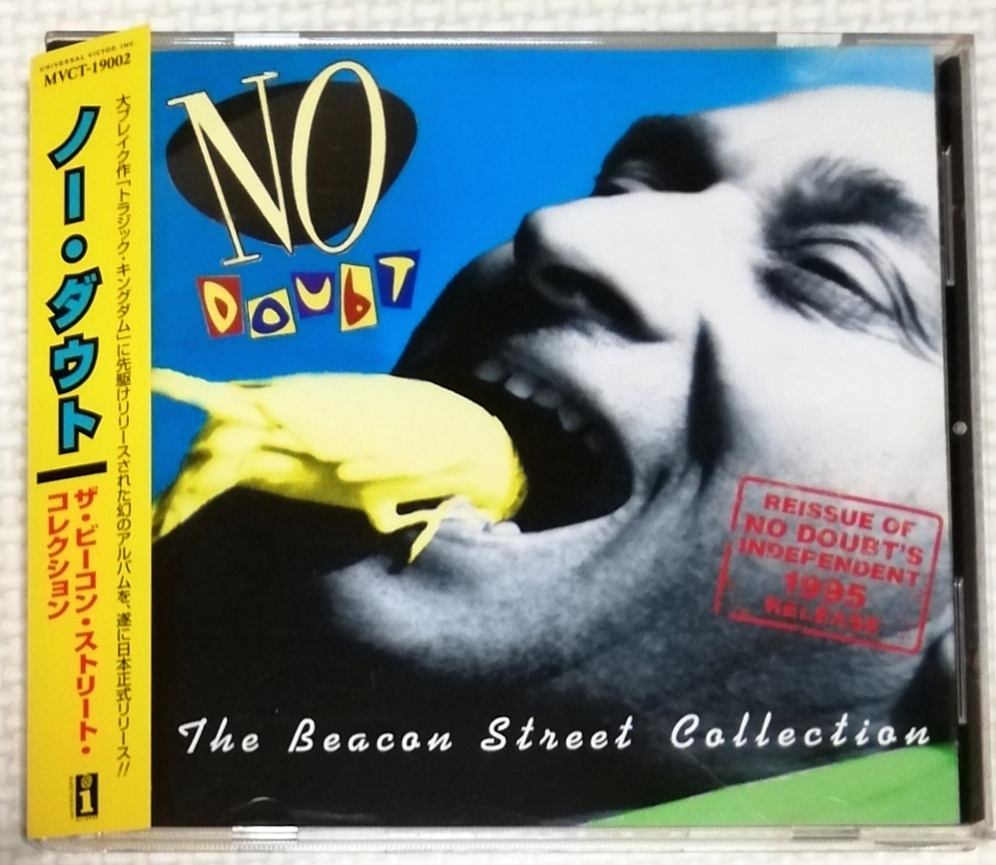 UNIVERSAL VICTOR, INC.
MVCT-19002
ノー・ダウト
ザ・ビーコン・ストリート・
コレクション
大ブレイク作「トラジック・キングダム」に先駆けリリースされた幻のアルバムを、遂に日本正式リリース!!
NO
DOUBT
REISSUE OF
NO DOUBT'S
INDEPENDENT
1995
RELEASE
The Beacon Street Collection